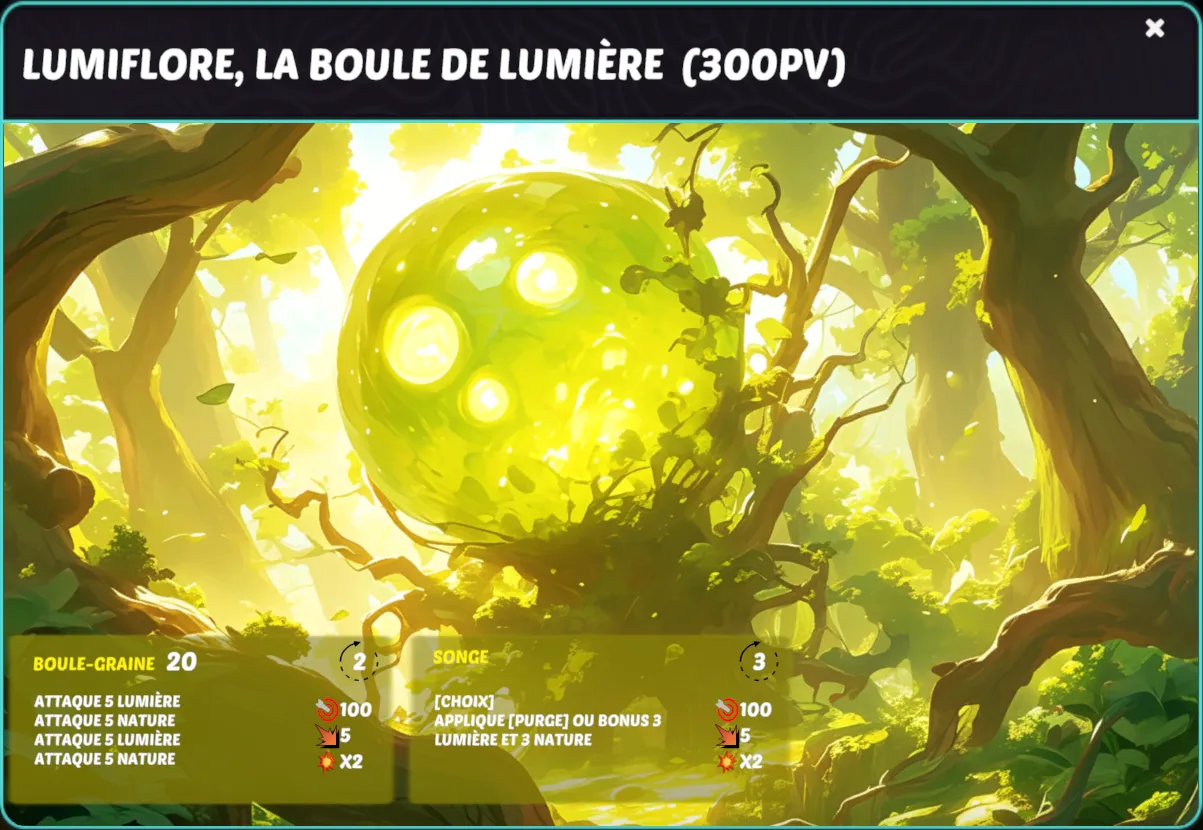 LUMIFLORE, LA BOULE DE LUMIÈRE (300PV)
BOULE-GRAINE 20 2
ATTAQUE 5 LUMIÈRE
ATTAQUE 5 NATURE
ATTAQUE 5 LUMIÈRE
ATTAQUE 5 NATURE
100
5
X2
SONGE 3
[CHOIX]
APPLIQUE [PURGE] OU BONUS 3
LUMIÈRE ET 3 NATURE
100
5
X2